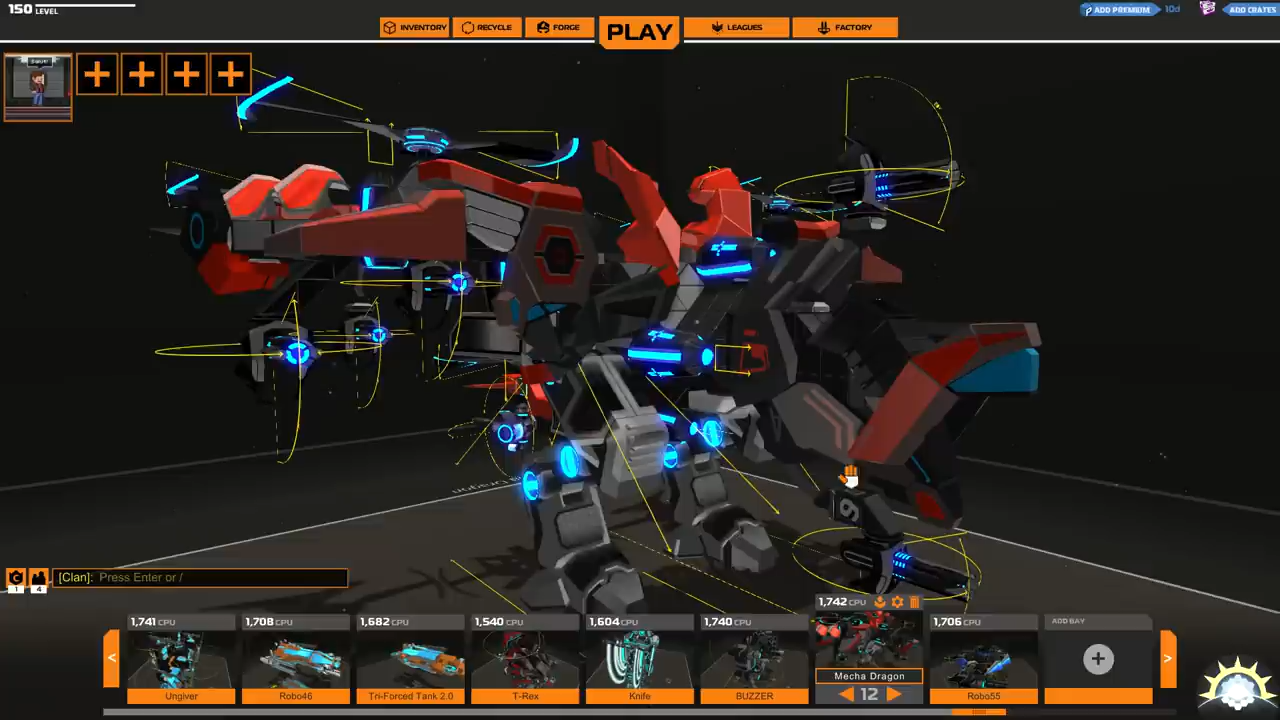 150 LEVEL
ADD PREMIUM 10d ADD CRATES
INVENTORY RECYCLE FORGE PLAY LEAGUES FACTORY
9
[Clan]: Press Enter or /
1 4
1,741 CPU 1,708 CPU 1,682 CPU 1,540 CPU 1,604 CPU 1,740 CPU 1,742 CPU 1,706 CPU ADD BAY
Ungiver Robo46 Tri-Forced Tank 2.0 T-Rex Knife BUZZER Mecha Dragon Robo55
12